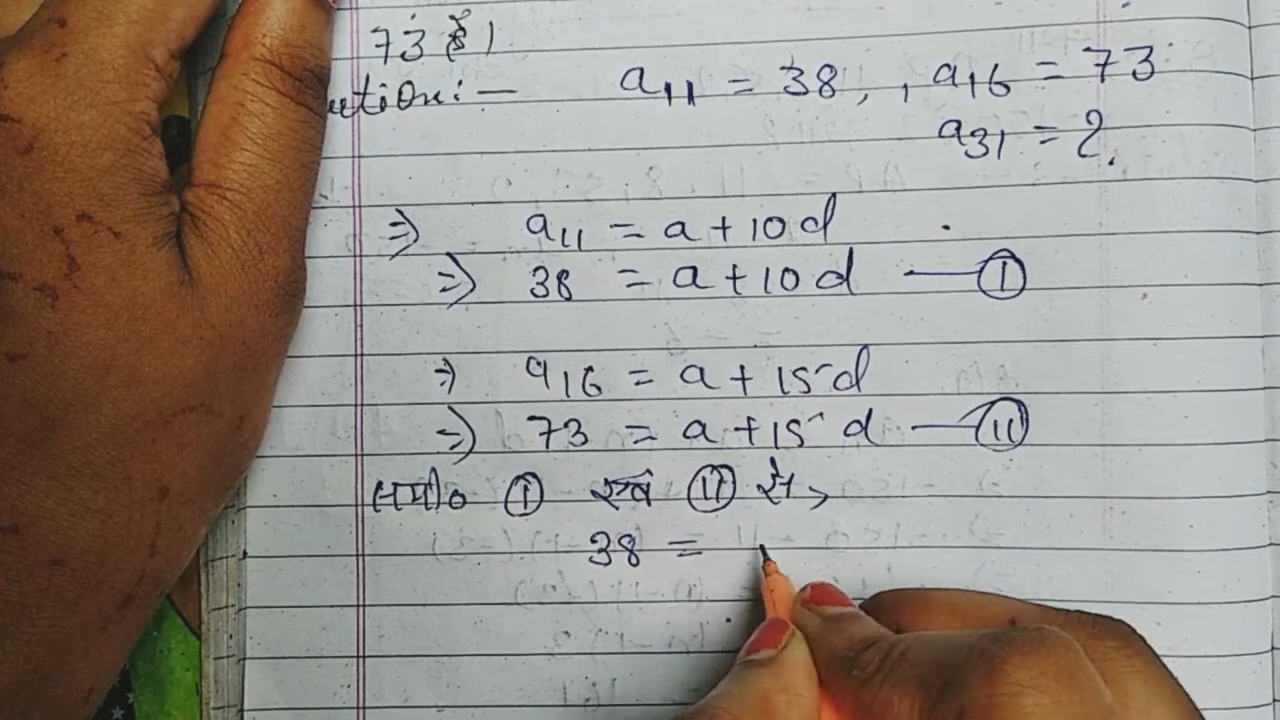 73 है।
ution:— a11 = 38, , a16 = 73
a31 = ?.
⇒ a11 = a + 10d
⇒ 38 = a + 10d —— Ⓘ
⇒ a16 = a + 15d
⇒ 73 = a + 15d —— Ⓘⓘ
समी० Ⓘ एवं Ⓘⓘ से,
38 =